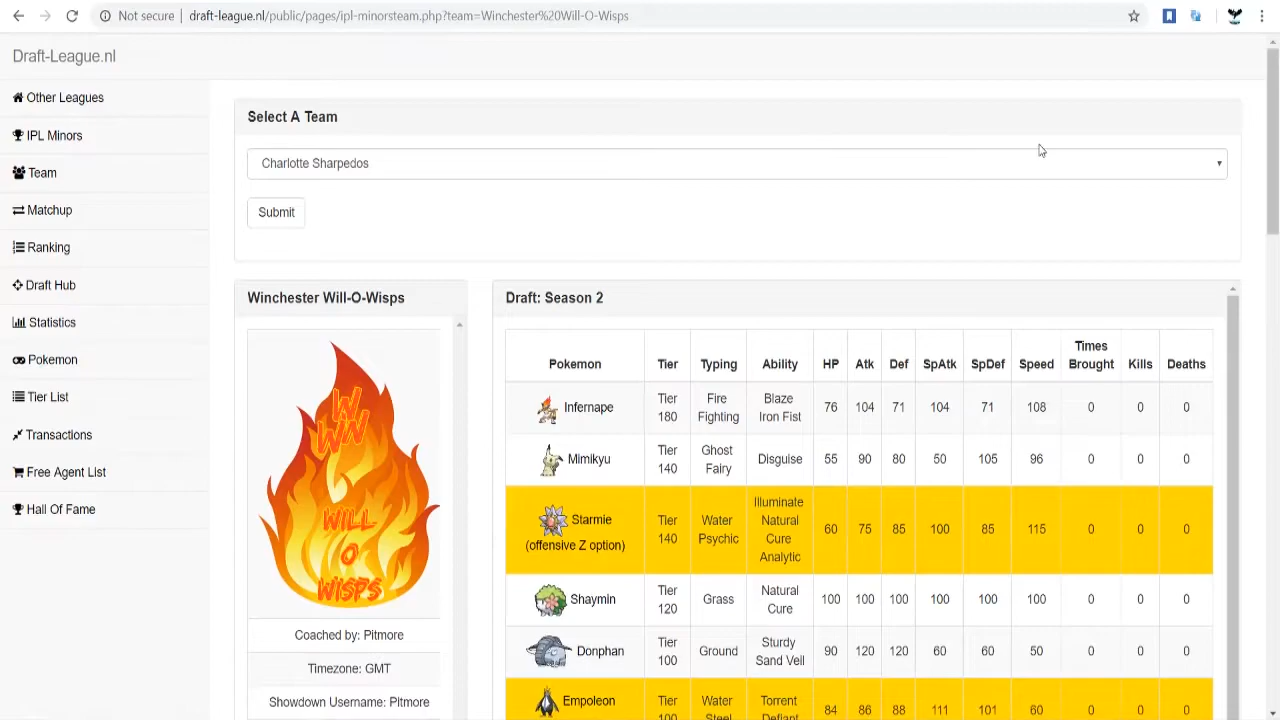 Not secure | draft-league.nl/public/pages/ipl-minorsteam.php?team=Winchester%20Will-O-Wisps
Draft-League.nl
Other Leagues
IPL Minors
Team
Matchup
Ranking
Draft Hub
Statistics
Pokemon
Tier List
Transactions
Free Agent List
Hall Of Fame
Select A Team
Charlotte Sharpedos
Submit
Winchester Will-O-Wisps
W
WW
WILL
O
WISPS
Coached by: Pitmore
Timezone: GMT
Showdown Username: Pltmore
Draft: Season 2
Pokemon Tier Typing Ability HP Atk Def SpAtk SpDef Speed Times Brought Kills Deaths
Infernape Tier 180 Fire Fighting Blaze Iron Fist 76 104 71 104 71 108 0 0 0
Mimikyu Tier 140 Ghost Fairy Disguise 55 90 80 50 105 96 0 0 0
Starmie (offensive Z option) Tier 140 Water Psychic Illuminate Natural Cure Analytic 60 75 85 100 85 115 0 0 0
Shaymin Tier 120 Grass Natural Cure 100 100 100 100 100 100 0 0 0
Donphan Tier 100 Ground Sturdy Sand Veil 90 120 120 60 60 50 0 0 0
Empoleon Tier 100 Water Steel Torrent Defiant 84 86 88 111 101 60 0 0 0